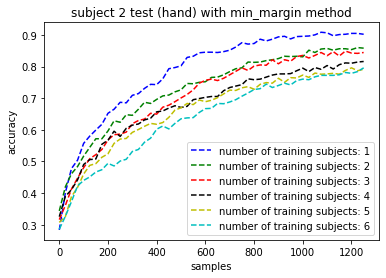 subject 2 test (hand) with min_margin method
accuracy
0.9
0.8
0.7
0.6
0.5
0.4
0.3
number of training subjects: 1
number of training subjects: 2
number of training subjects: 3
number of training subjects: 4
number of training subjects: 5
number of training subjects: 6
0 200 400 600 800 1000 1200
samples